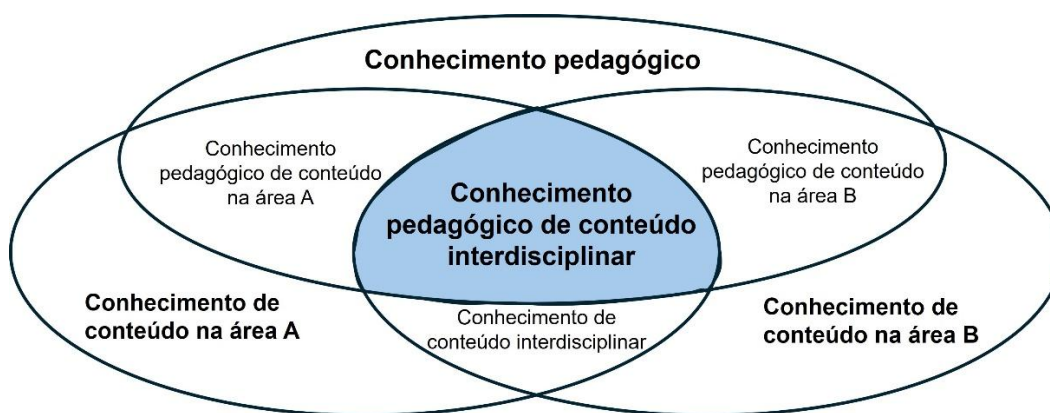 Conhecimento pedagógico
Conhecimento
pedagógico de conteúdo
na área A
Conhecimento
pedagógico de conteúdo
na área B
Conhecimento
pedagógico de conteúdo
interdisciplinar
Conhecimento de
conteúdo na área A
Conhecimento de
conteúdo interdisciplinar
Conhecimento de
conteúdo na área B